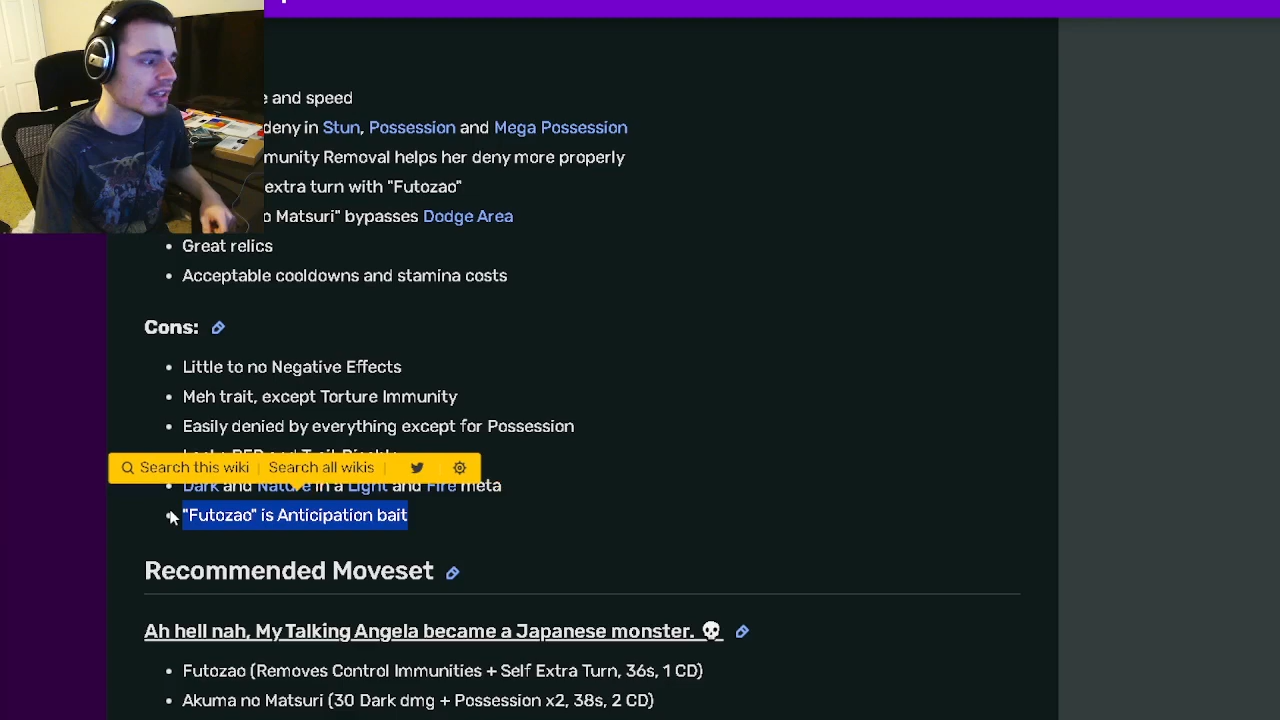 e and speed
deny in Stun, Possession and Mega Possession
munity Removal helps her deny more properly
extra turn with "Futozao"
o Matsuri" bypasses Dodge Area
• Great relics
• Acceptable cooldowns and stamina costs
Cons:
• Little to no Negative Effects
• Meh trait, except Torture Immunity
• Easily denied by everything except for Possession
Search this wiki | Search all wikis
• Dark and Nature in a Light and Fire meta
• "Futozao" is Anticipation bait
Recommended Moveset
Ah hell nah, My Talking Angela became a Japanese monster. 💀
• Futozao (Removes Control Immunities + Self Extra Turn, 36s, 1 CD)
• Akuma no Matsuri (30 Dark dmg + Possession x2, 38s, 2 CD)